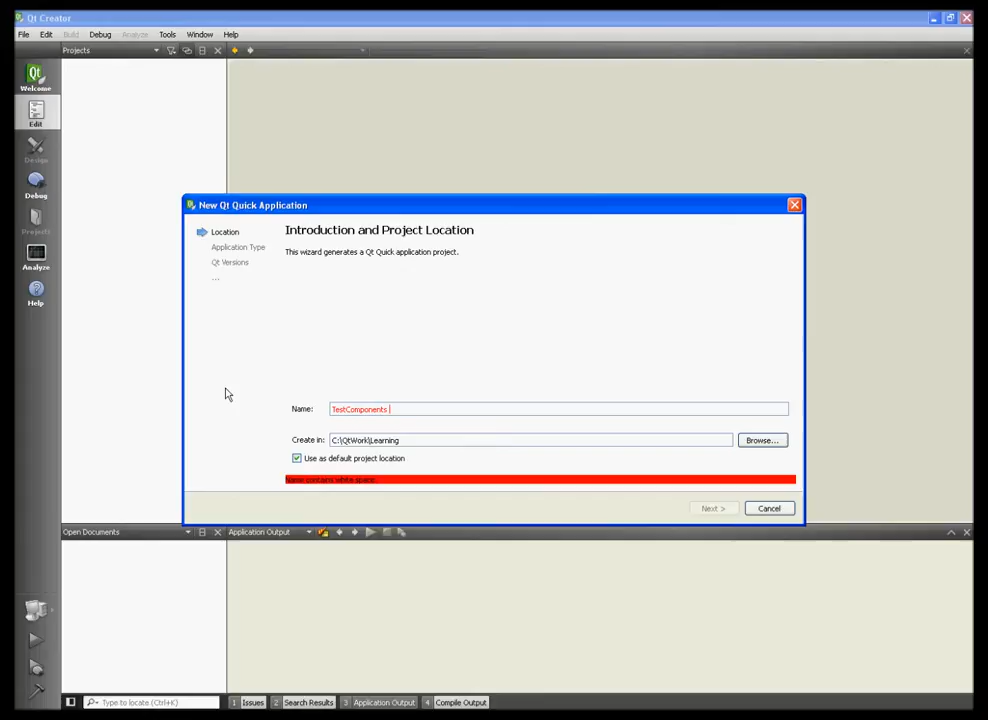 Qt Creator
File Edit Build Debug Analyze Tools Window Help
Projects
Qt
Welcome
Edit
Design
Debug
Projects
Analyze
Help
New Qt Quick Application
Location
Application Type
Qt Versions
...
Introduction and Project Location
This wizard generates a Qt Quick application project.
Name: TestComponents
Create in: C:\QtWork\Learning Browse...
Use as default project location
Name contains white space.
Next > Cancel
Open Documents
Application Output
Type to locate (Ctrl+K)
1 Issues 2 Search Results 3 Application Output 4 Compile Output